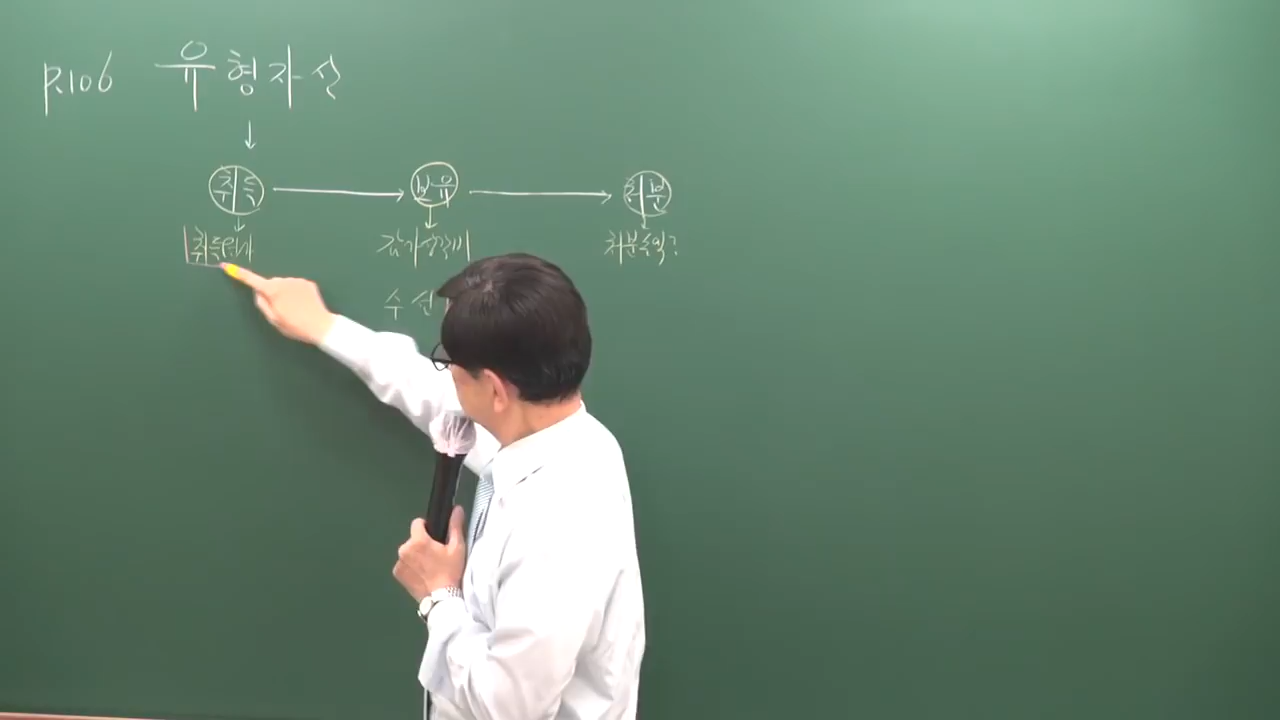 p.106 유형자산
↓
취득 → 보유 → 처분
↓ ↓ ↓
취득원가 감가상각비 처분손익?
수선